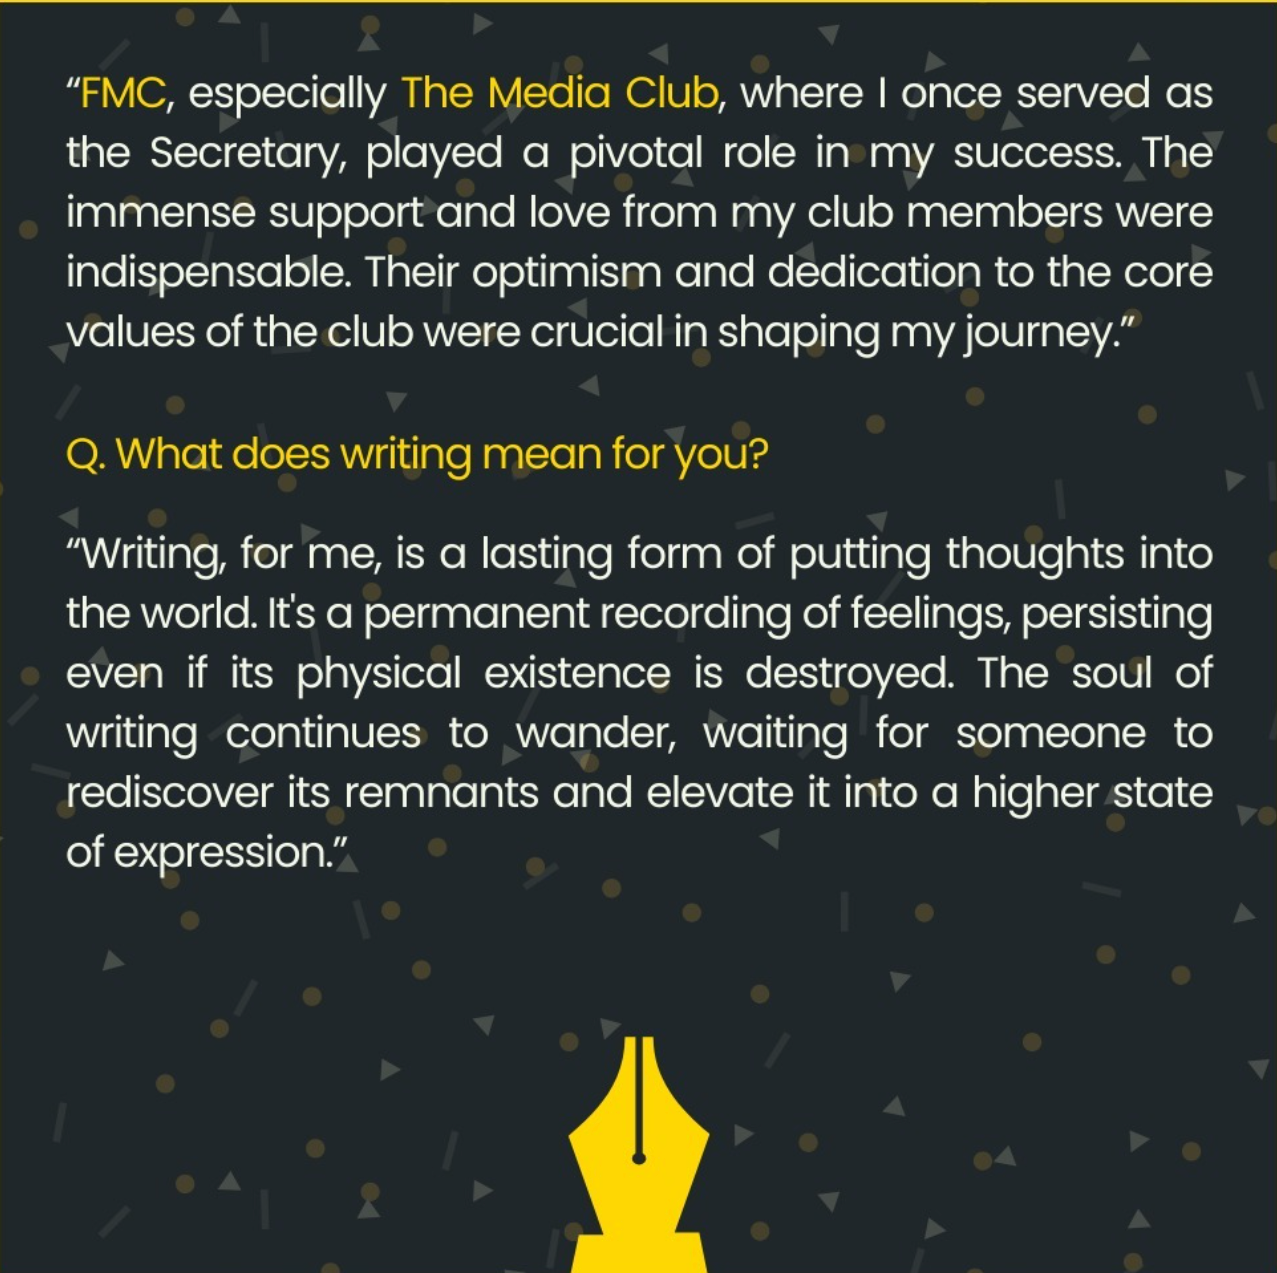 “FMC, especially The Media Club, where I once served as
the Secretary, played a pivotal role in my success. The
immense support and love from my club members were
indispensable. Their optimism and dedication to the core
values of the club were crucial in shaping my journey.”
Q. What does writing mean for you?
“Writing, for me, is a lasting form of putting thoughts into
the world. It's a permanent recording of feelings, persisting
even if its physical existence is destroyed. The soul of
writing continues to wander, waiting for someone to
rediscover its remnants and elevate it into a higher state
of expression.”